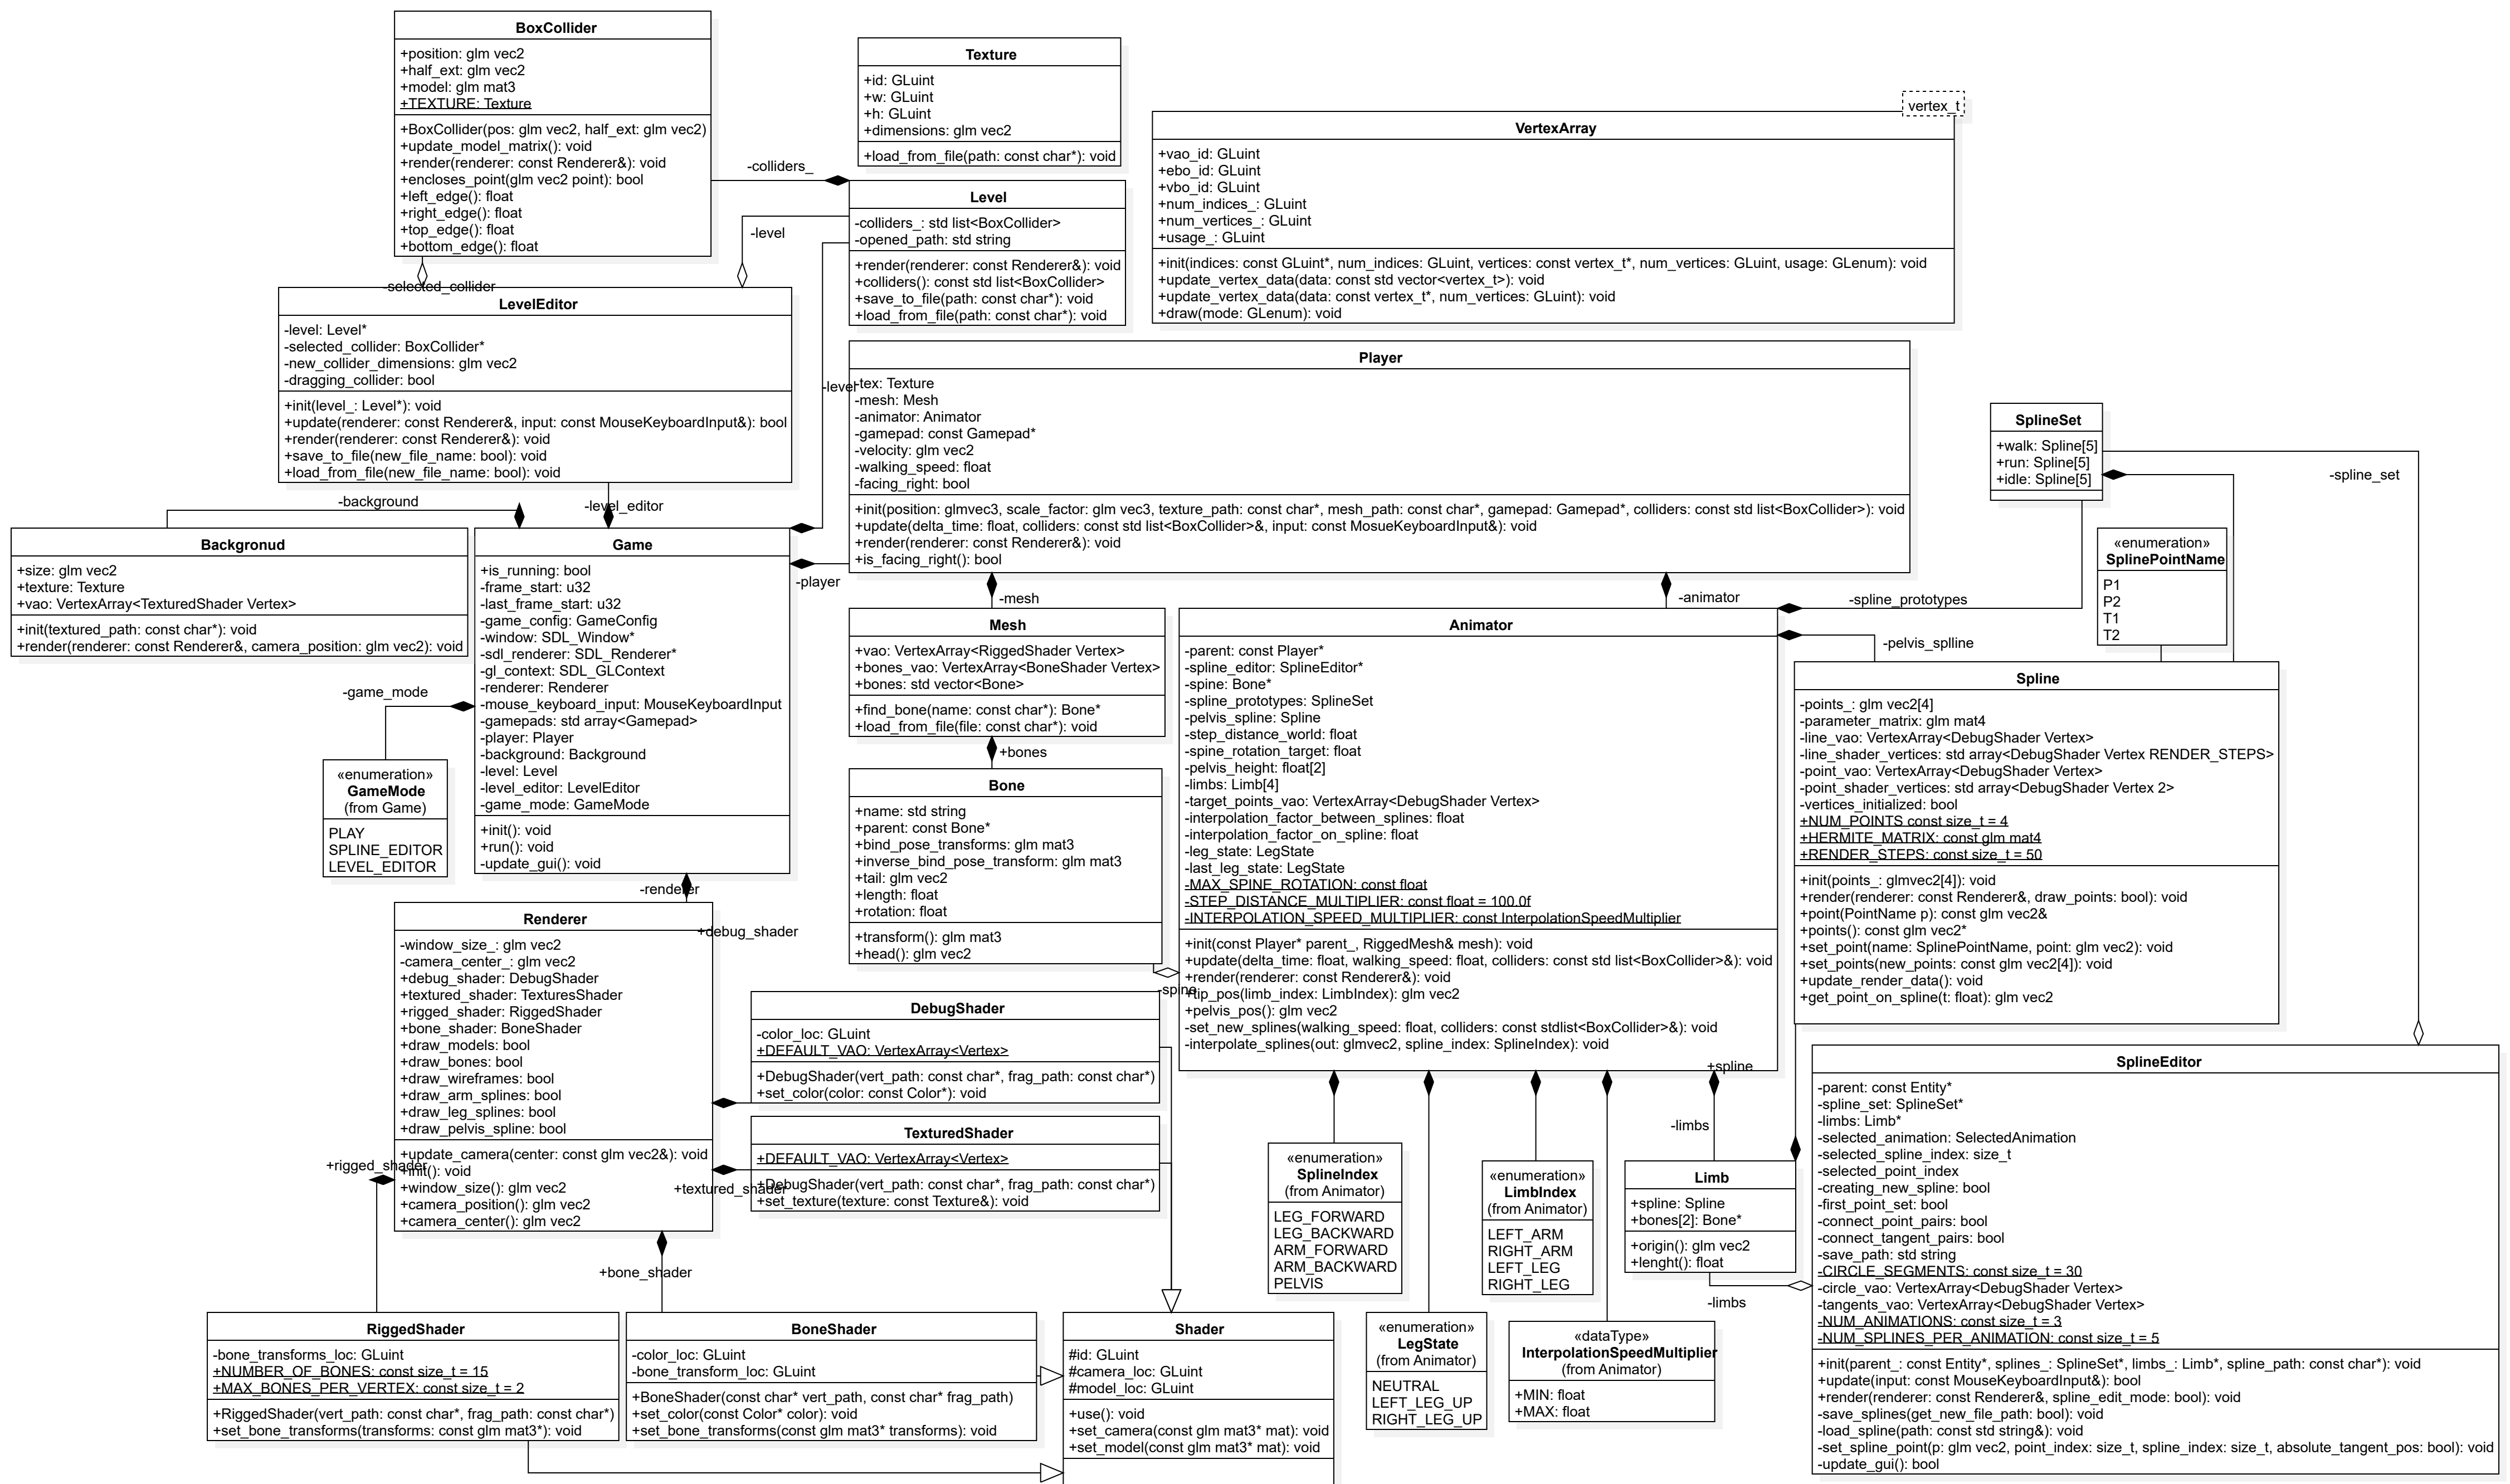 BoxCollider
+position: glm vec2
+half_ext: glm vec2
+model: glm mat3
+TEXTURE: Texture
+BoxCollider(pos: glm vec2, half_ext: glm vec2)
+update_model_matrix(): void
+render(renderer: const Renderer&): void
+encloses_point(glm vec2 point): bool
+left_edge(): float
+right_edge(): float
+top_edge(): float
+bottom_edge(): float
Texture
+id: GLuint
+w: GLuint
+h: GLuint
+dimensions: glm vec2
+load_from_file(path: const char*): void
vertex_t
VertexArray
+vao_id: GLuint
+ebo_id: GLuint
+vbo_id: GLuint
+num_indices_: GLuint
+num_vertices_: GLuint
+usage_: GLuint
+init(indices: const GLuint*, num_indices: GLuint, vertices: const vertex_t*, num_vertices: GLuint, usage: GLenum): void
+update_vertex_data(data: const std vector<vertex_t>): void
+update_vertex_data(data: const vertex_t*, num_vertices: GLuint): void
+draw(mode: GLenum): void
-colliders_
Level
-colliders_: std list<BoxCollider>
-opened_path: std string
+render(renderer: const Renderer&): void
+colliders(): const std list<BoxCollider>
+save_to_file(path: const char*): void
+load_from_file(path: const char*): void
-level
-selected_collider
LevelEditor
-level: Level*
-selected_collider: BoxCollider*
-new_collider_dimensions: glm vec2
-dragging_collider: bool
+init(level_: Level*): void
+update(renderer: const Renderer&, input: const MouseKeyboardInput&): bool
+render(renderer: const Renderer&): void
+save_to_file(new_file_name: bool): void
+load_from_file(new_file_name: bool): void
-level
Player
-tex: Texture
-mesh: Mesh
-animator: Animator
-gamepad: const Gamepad*
-velocity: glm vec2
-walking_speed: float
-facing_right: bool
+init(position: glmvec3, scale_factor: glm vec3, texture_path: const char*, mesh_path: const char*, gamepad: Gamepad*, colliders: const std list<BoxCollider>): void
+update(delta_time: float, colliders: const std list<BoxCollider>&, input: const MosueKeyboardInput&): void
+render(renderer: const Renderer&): void
+is_facing_right(): bool
SplineSet
+walk: Spline[5]
+run: Spline[5]
+idle: Spline[5]
-spline_set
«enumeration»
SplinePointName
P1
P2
T1
T2
-background
-level_editor
Backgronud
+size: glm vec2
+texture: Texture
+vao: VertexArray<TexturedShader Vertex>
+init(textured_path: const char*): void
+render(renderer: const Renderer&, camera_position: glm vec2): void
Game
+is_running: bool
-frame_start: u32
-last_frame_start: u32
-game_config: GameConfig
-window: SDL_Window*
-sdl_renderer: SDL_Renderer*
-gl_context: SDL_GLContext
-renderer: Renderer
-mouse_keyboard_input: MouseKeyboardInput
-gamepads: std array<Gamepad>
-player: Player
-background: Background
-level: Level
-level_editor: LevelEditor
-game_mode: GameMode
+init(): void
+run(): void
-update_gui(): void
-player
-game_mode
«enumeration»
GameMode
(from Game)
PLAY
SPLINE_EDITOR
LEVEL_EDITOR
-mesh
Mesh
+vao: VertexArray<RiggedShader Vertex>
+bones_vao: VertexArray<BoneShader Vertex>
+bones: std vector<Bone>
+find_bone(name: const char*): Bone*
+load_from_file(file: const char*): void
+bones
Bone
+name: std string
+parent: const Bone*
+bind_pose_transforms: glm mat3
+inverse_bind_pose_transform: glm mat3
+tail: glm vec2
+length: float
+rotation: float
+transform(): glm mat3
+head(): glm vec2
-spine
-animator
-spline_prototypes
-pelvis_splline
Animator
-parent: const Player*
-spline_editor: SplineEditor*
-spine: Bone*
-spline_prototypes: SplineSet
-pelvis_spline: Spline
-step_distance_world: float
-spine_rotation_target: float
-pelvis_height: float[2]
-limbs: Limb[4]
-target_points_vao: VertexArray<DebugShader Vertex>
-interpolation_factor_between_splines: float
-interpolation_factor_on_spline: float
-leg_state: LegState
-last_leg_state: LegState
-MAX_SPINE_ROTATION: const float
-STEP_DISTANCE_MULTIPLIER: const float = 100.0f
-INTERPOLATION_SPEED_MULTIPLIER: const InterpolationSpeedMultiplier
+init(const Player* parent_, RiggedMesh& mesh): void
+update(delta_time: float, walking_speed: float, colliders: const std list<BoxCollider>&): void
+render(renderer: const Renderer&): void
+tip_pos(limb_index: LimbIndex): glm vec2
+pelvis_pos(): glm vec2
-set_new_splines(walking_speed: float, colliders: const stdlist<BoxCollider>&): void
-interpolate_splines(out: glmvec2, spline_index: SplineIndex): void
Spline
-points_: glm vec2[4]
-parameter_matrix: glm mat4
-line_vao: VertexArray<DebugShader Vertex>
-line_shader_vertices: std array<DebugShader Vertex RENDER_STEPS>
-point_vao: VertexArray<DebugShader Vertex>
-point_shader_vertices: std array<DebugShader Vertex 2>
-vertices_initialized: bool
+NUM_POINTS const size_t = 4
+HERMITE_MATRIX: const glm mat4
+RENDER_STEPS: const size_t = 50
+init(points_: glmvec2[4]): void
+render(renderer: const Renderer&, draw_points: bool): void
+point(PointName p): const glm vec2&
+points(): const glm vec2*
+set_point(name: SplinePointName, point: glm vec2): void
+set_points(new_points: const glm vec2[4]): void
+update_render_data(): void
+get_point_on_spline(t: float): glm vec2
-renderer
Renderer
-window_size_: glm vec2
-camera_center_: glm vec2
+debug_shader: DebugShader
+textured_shader: TexturesShader
+rigged_shader: RiggedShader
+bone_shader: BoneShader
+draw_models: bool
+draw_bones: bool
+draw_wireframes: bool
+draw_arm_splines: bool
+draw_leg_splines: bool
+draw_pelvis_spline: bool
+update_camera(center: const glm vec2&): void
+init(): void
+window_size(): glm vec2
+camera_position(): glm vec2
+camera_center(): glm vec2
+debug_shader
DebugShader
-color_loc: GLuint
+DEFAULT_VAO: VertexArray<Vertex>
+DebugShader(vert_path: const char*, frag_path: const char*)
+set_color(color: const Color*): void
TexturedShader
+DEFAULT_VAO: VertexArray<Vertex>
+DebugShader(vert_path: const char*, frag_path: const char*)
+set_texture(texture: const Texture&): void
+rigged_shader
+textured_shader
+bone_shader
RiggedShader
-bone_transforms_loc: GLuint
+NUMBER_OF_BONES: const size_t = 15
+MAX_BONES_PER_VERTEX: const size_t = 2
+RiggedShader(vert_path: const char*, frag_path: const char*)
+set_bone_transforms(transforms: const glm mat3*): void
BoneShader
-color_loc: GLuint
-bone_transform_loc: GLuint
+BoneShader(const char* vert_path, const char* frag_path)
+set_color(const Color* color): void
+set_bone_transforms(const glm mat3* transforms): void
Shader
#id: GLuint
#camera_loc: GLuint
#model_loc: GLuint
+use(): void
+set_camera(const glm mat3* mat): void
+set_model(const glm mat3* mat): void
«enumeration»
SplineIndex
(from Animator)
LEG_FORWARD
LEG_BACKWARD
ARM_FORWARD
ARM_BACKWARD
PELVIS
«enumeration»
LegState
(from Animator)
NEUTRAL
LEFT_LEG_UP
RIGHT_LEG_UP
«enumeration»
LimbIndex
(from Animator)
LEFT_ARM
RIGHT_ARM
LEFT_LEG
RIGHT_LEG
«dataType»
InterpolationSpeedMultiplier
(from Animator)
+MIN: float
+MAX: float
+spline
-limbs
Limb
+spline: Spline
+bones[2]: Bone*
+origin(): glm vec2
+lenght(): float
-limbs
SplineEditor
-parent: const Entity*
-spline_set: SplineSet*
-limbs: Limb*
-selected_animation: SelectedAnimation
-selected_spline_index: size_t
-selected_point_index
-creating_new_spline: bool
-first_point_set: bool
-connect_point_pairs: bool
-connect_tangent_pairs: bool
-save_path: std string
-CIRCLE_SEGMENTS: const size_t = 30
-circle_vao: VertexArray<DebugShader Vertex>
-tangents_vao: VertexArray<DebugShader Vertex>
-NUM_ANIMATIONS: const size_t = 3
-NUM_SPLINES_PER_ANIMATION: const size_t = 5
+init(parent_: const Entity*, splines_: SplineSet*, limbs_: Limb*, spline_path: const char*): void
+update(input: const MouseKeyboardInput&): bool
+render(renderer: const Renderer&, spline_edit_mode: bool): void
-save_splines(get_new_file_path: bool): void
-load_spline(path: const std string&): void
-set_spline_point(p: glm vec2, point_index: size_t, spline_index: size_t, absolute_tangent_pos: bool): void
-update_gui(): bool